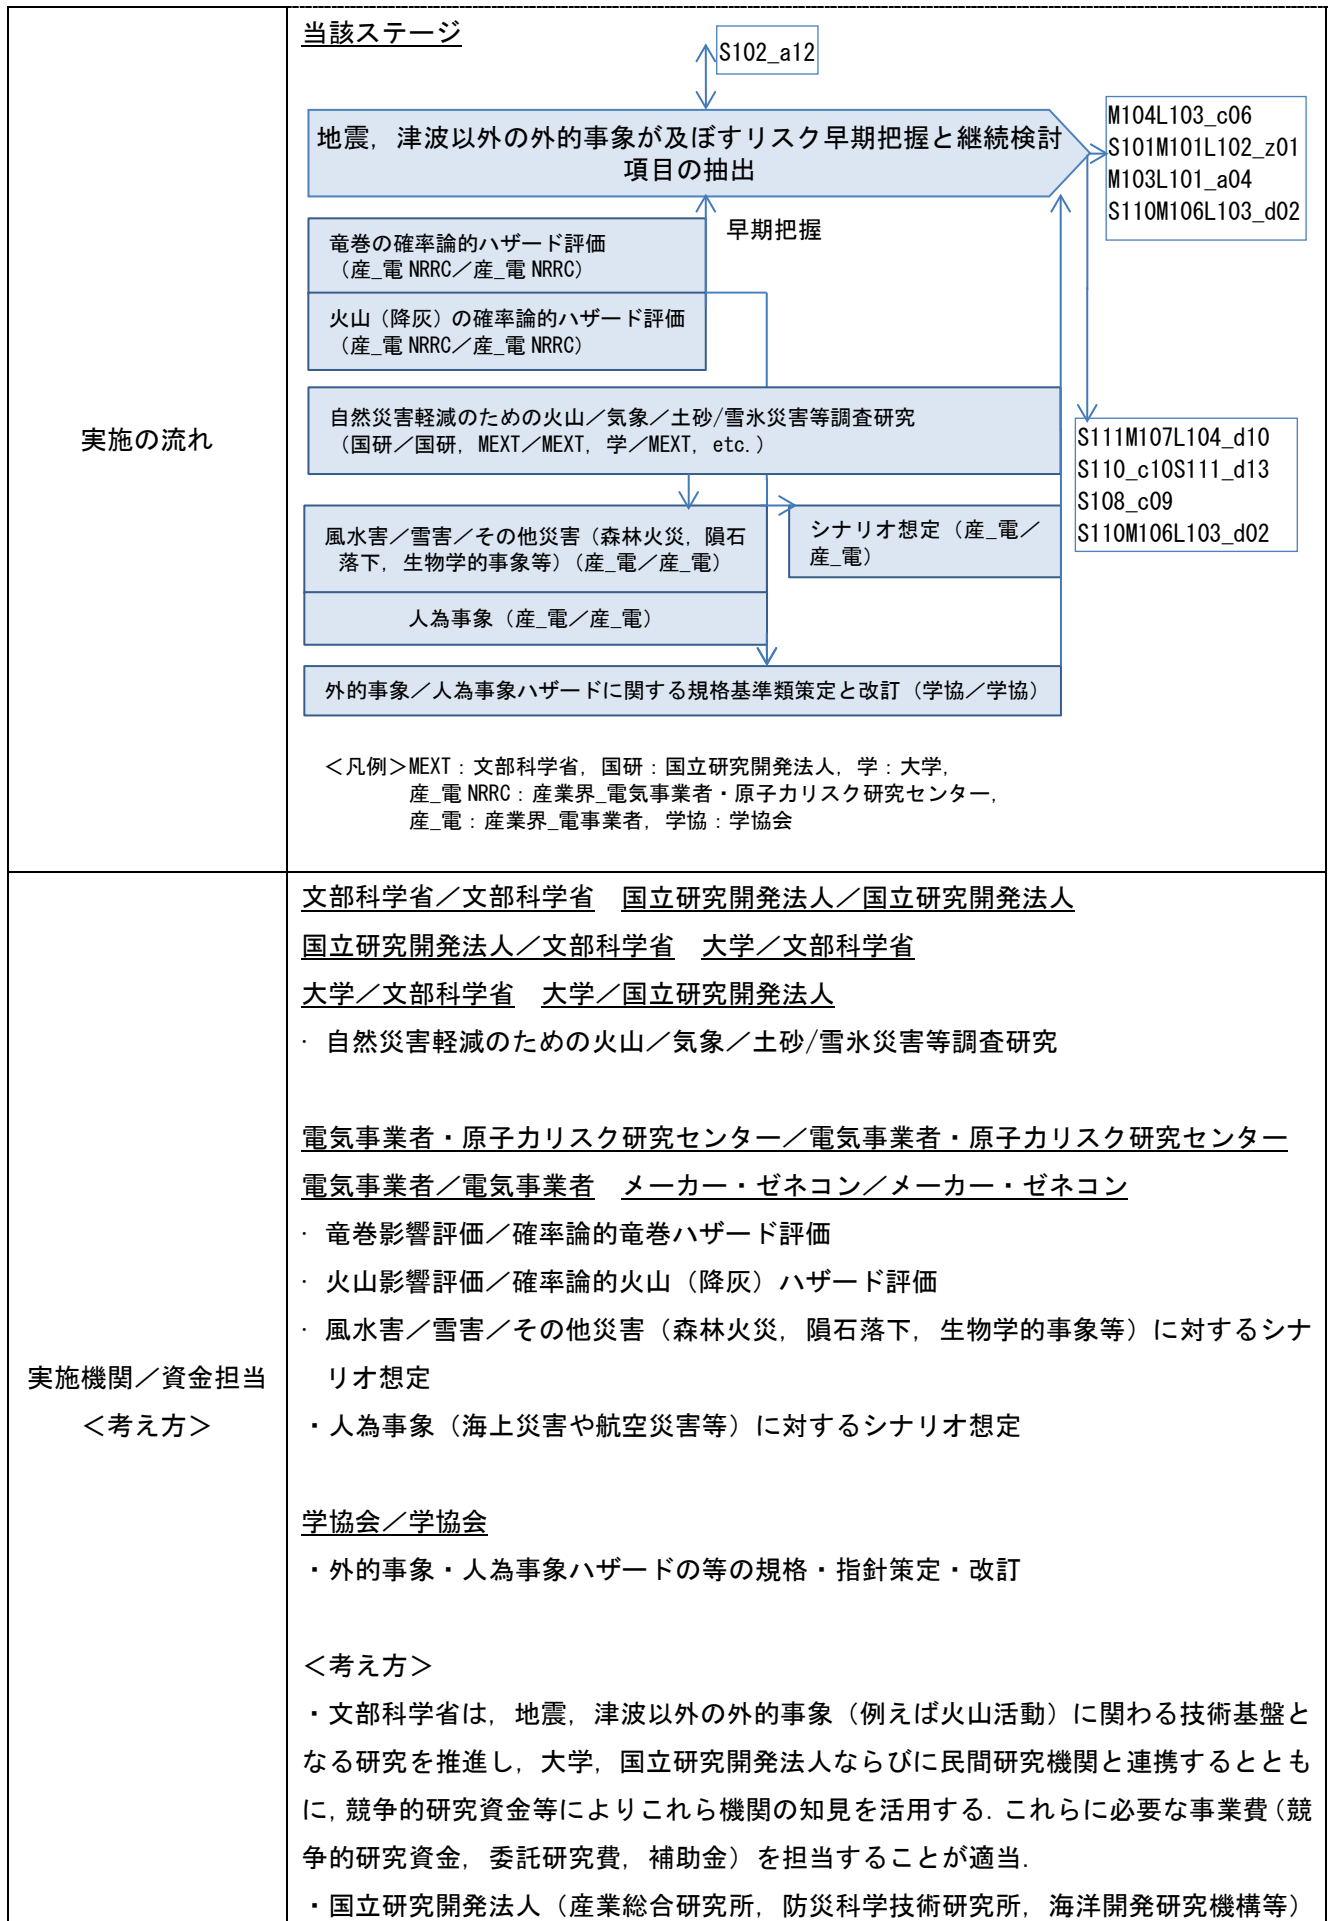 当該ステージ
S102_a12
地震，津波以外の外的事象が及ぼすリスク早期把握と継続検討
項目の抽出
M104L103_c06
S101M101L102_z01
M103L101_a04
S110M106L103_d02
早期把握
竜巻の確率論的ハザード評価
（産_電 NRRC／産_電 NRRC）
火山（降灰）の確率論的ハザード評価
（産_電 NRRC／産_電 NRRC）
自然災害軽減のための火山／気象／土砂/雪氷災害等調査研究
（国研／国研，MEXT／MEXT，学／MEXT，etc.）
S111M107L104_d10
S110_c10S111_d13
S108_c09
S110M106L103_d02
実施の流れ
風水害／雪害／その他災害（森林火災，隕石
落下，生物学的事象等）（産_電／産_電）
シナリオ想定（産_電／
産_電）
人為事象（産_電／産_電）
外的事象／人為事象ハザードに関する規格基準類策定と改訂（学協／学協）
＜凡例＞MEXT：文部科学省，国研：国立研究開発法人，学：大学，
産_電 NRRC：産業界_電気事業者・原子力リスク研究センター，
産_電：産業界_電事業者，学協：学協会
実施機関／資金担当
＜考え方＞
文部科学省／文部科学省　国立研究開発法人／国立研究開発法人
国立研究開発法人／文部科学省　大学／文部科学省
大学／文部科学省　大学／国立研究開発法人
· 自然災害軽減のための火山／気象／土砂/雪氷災害等調査研究
電気事業者・原子力リスク研究センター／電気事業者・原子力リスク研究センター
電気事業者／電気事業者　メーカー・ゼネコン／メーカー・ゼネコン
· 竜巻影響評価／確率論的竜巻ハザード評価
· 火山影響評価／確率論的火山（降灰）ハザード評価
· 風水害／雪害／その他災害（森林火災，隕石落下，生物学的事象等）に対するシナ
リオ想定
・人為事象（海上災害や航空災害等）に対するシナリオ想定
学協会／学協会
・外的事象・人為事象ハザードの等の規格・指針策定・改訂
＜考え方＞
・文部科学省は，地震，津波以外の外的事象（例えば火山活動）に関わる技術基盤と
なる研究を推進し，大学，国立研究開発法人ならびに民間研究機関と連携するととも
に，競争的研究資金等によりこれら機関の知見を活用する．これらに必要な事業費（競
争的研究資金，委託研究費，補助金）を担当することが適当．
・国立研究開発法人（産業総合研究所，防災科学技術研究所，海洋開発研究機構等）